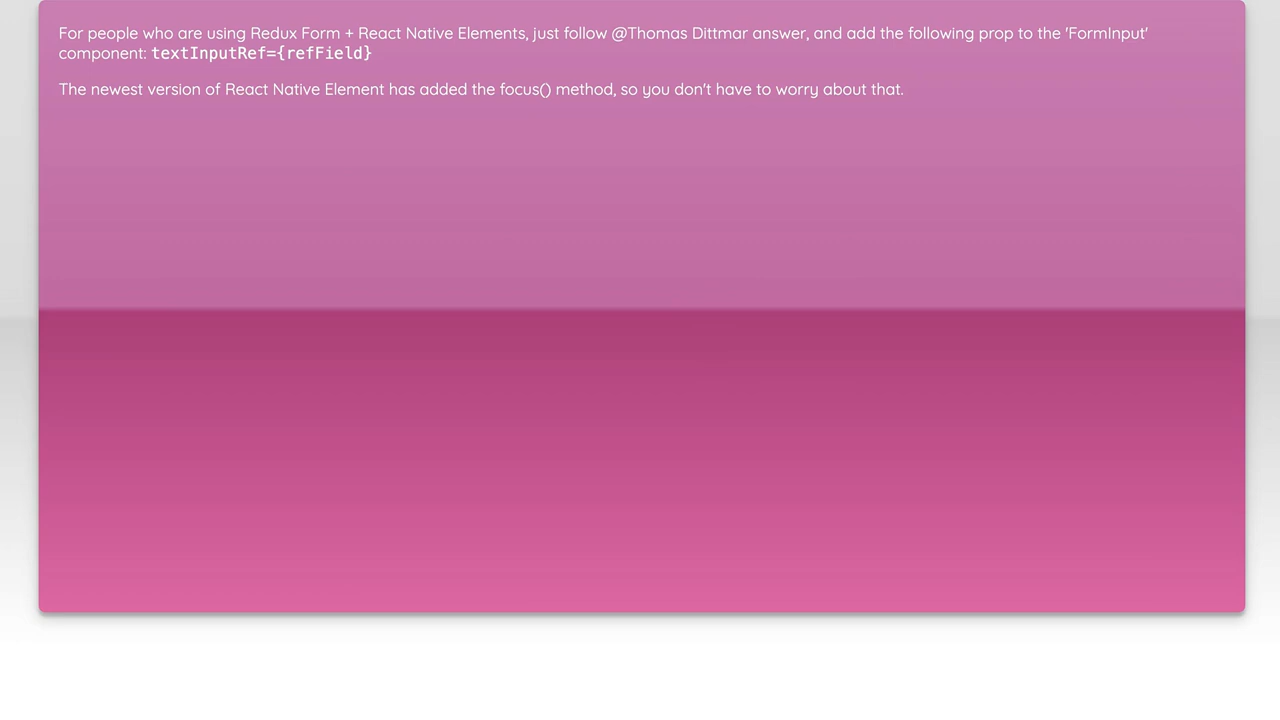 For people who are using Redux Form + React Native Elements, just follow @Thomas Dittmar answer, and add the following prop to the 'FormInput'
component: textInputRef={refField}
The newest version of React Native Element has added the focus() method, so you don't have to worry about that.